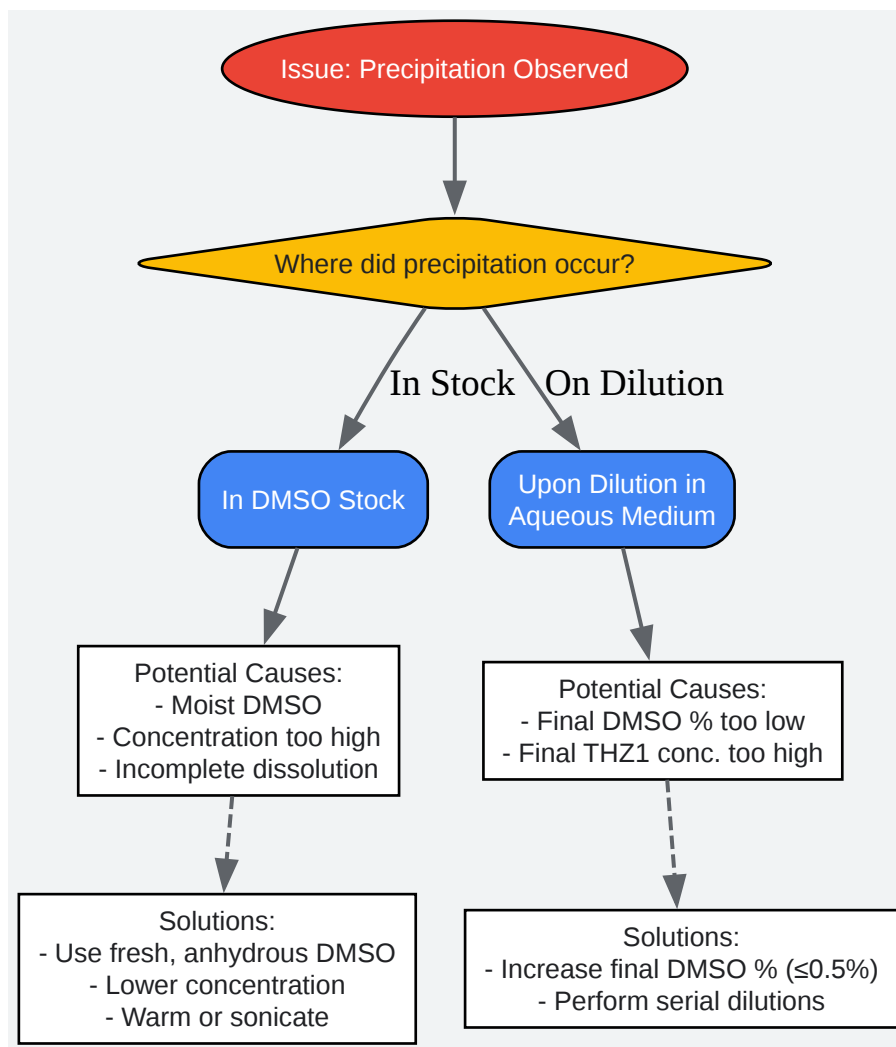 Issue: Precipitation Observed
Where did precipitation occur?
In Stock
On Dilution
In DMSO Stock
Upon Dilution in
Aqueous Medium
Potential Causes:
- Moist DMSO
- Concentration too high
- Incomplete dissolution
Potential Causes:
- Final DMSO % too low
- Final THZ1 conc. too high
Solutions:
- Use fresh, anhydrous DMSO
- Lower concentration
- Warm or sonicate
Solutions:
- Increase final DMSO % (≤0.5%)
- Perform serial dilutions